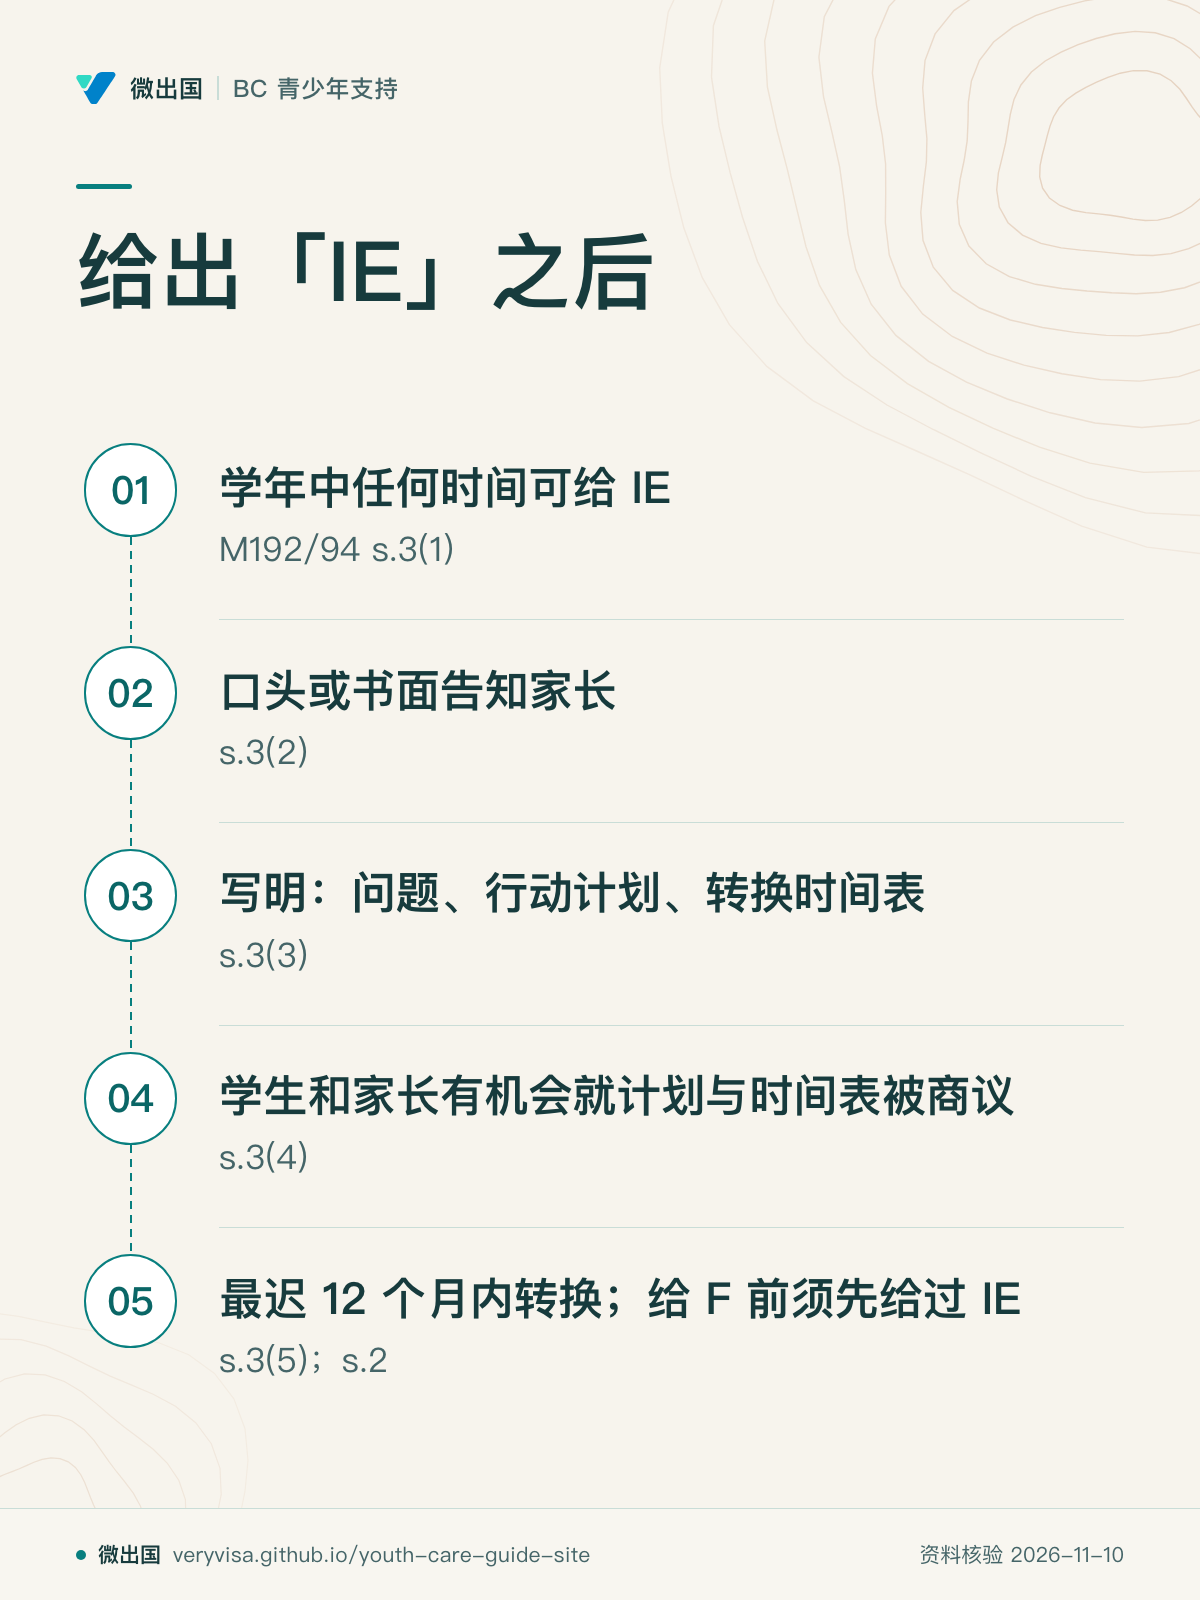 微出国 | BC 青少年支持
给出「IE」之后
01 学年中任何时间可给 IE
M192/94 s.3(1)
02 口头或书面告知家长
s.3(2)
03 写明：问题、行动计划、转换时间表
s.3(3)
04 学生和家长有机会就计划与时间表被商议
s.3(4)
05 最迟 12 个月内转换；给 F 前须先给过 IE
s.3(5)；s.2
微出国 veryvisa.github.io/youth-care-guide-site 资料核验 2026-11-10